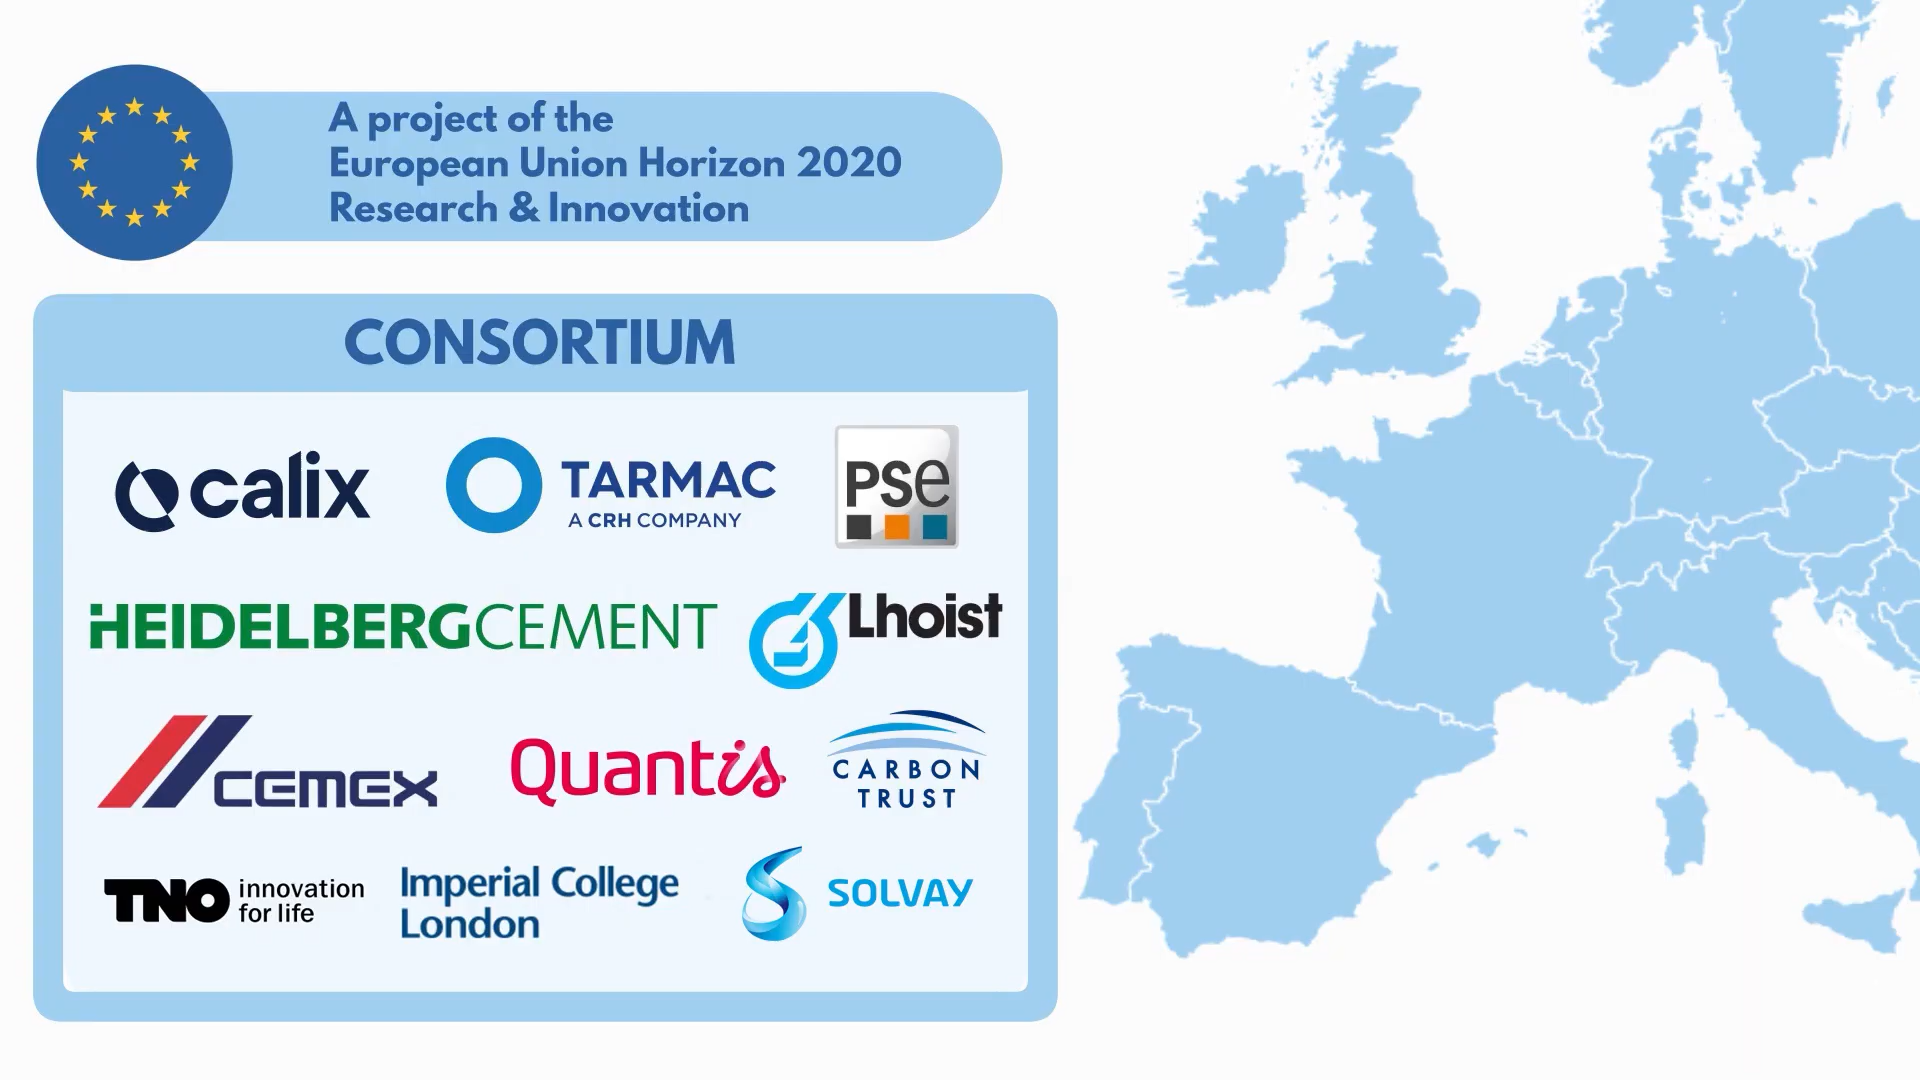 A project of the
European Union Horizon 2020
Research & Innovation
CONSORTIUM
calix
TARMAC
A CRH COMPANY
PSe
HEIDELBERGCEMENT
Lhoist
CEMEX
Quantis
CARBON
TRUST
TNO innovation
for life
Imperial College
London
SOLVAY